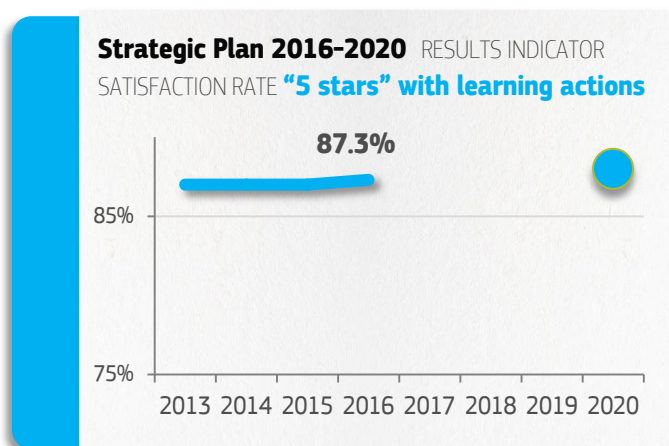 Strategic Plan 2016–2020 RESULTS INDICATOR
SATISFACTION RATE “5 stars” with learning actions
87.3%
85%
75%
2013 2014 2015 2016 2017 2018 2019 2020